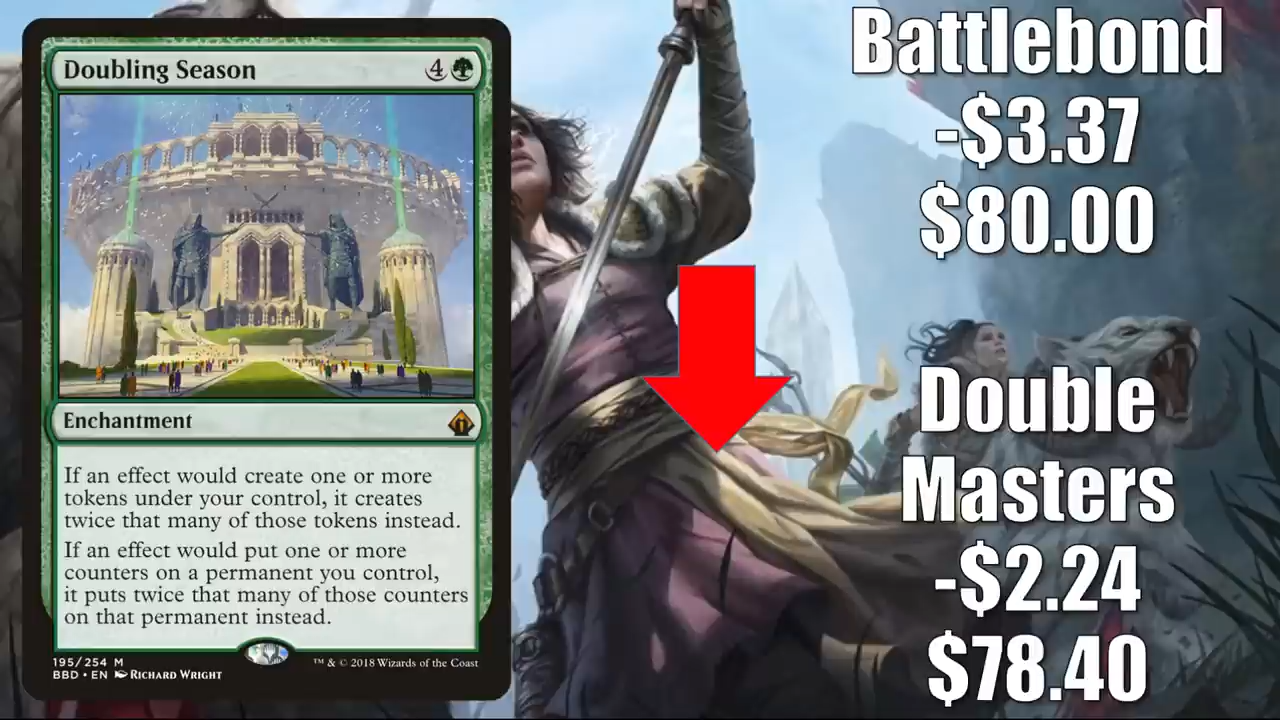 Doubling Season 4
Enchantment
If an effect would create one or more
tokens under your control, it creates
twice that many of those tokens instead.
If an effect would put one or more
counters on a permanent you control,
it puts twice that many of those counters
on that permanent instead.
195/254 M
BBD • EN Richard Wright
™ & © 2018 Wizards of the Coast
Battlebond
-$3.37
$80.00
Double
Masters
-$2.24
$78.40